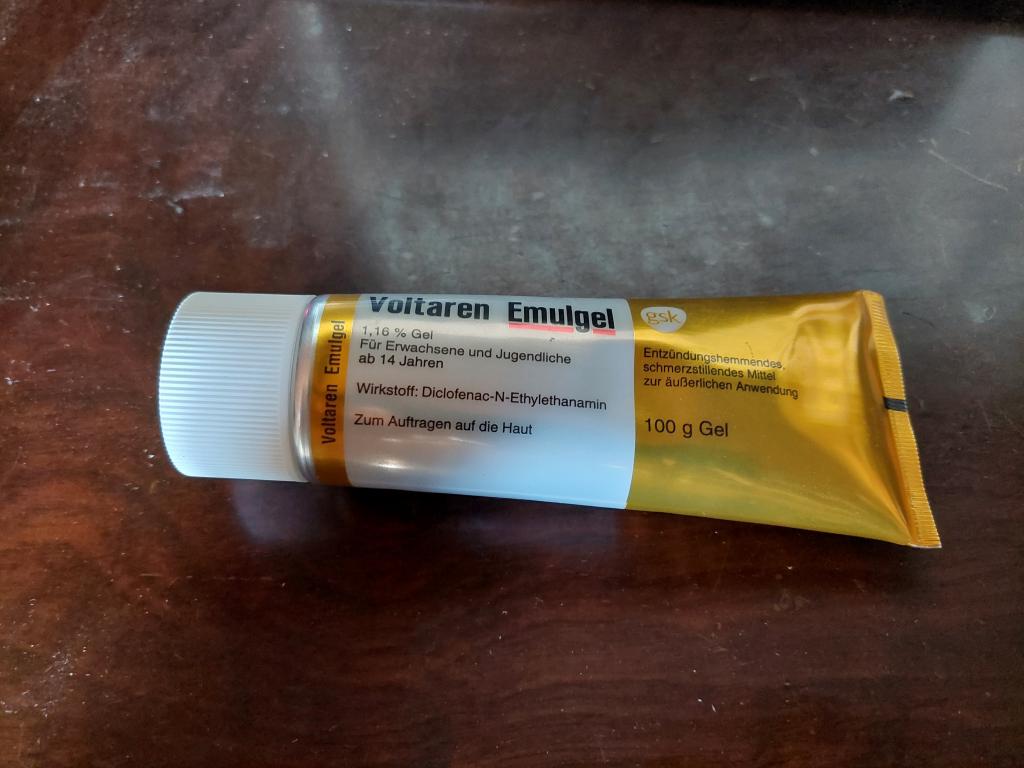 Voltaren Emulgel
Voltaren Emulgel
1,16 % Gel
Für Erwachsene und Jugendliche
ab 14 Jahren
Wirkstoff: Diclofenac-N-Ethylethanamin
Zum Auftragen auf die Haut
gsk
Entzündungshemmendes,
schmerzstillendes Mittel
zur äußerlichen Anwendung
100 g Gel